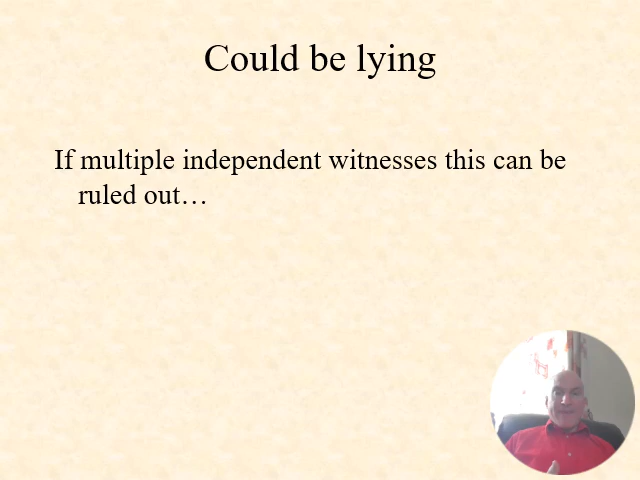 Could be lying
If multiple independent witnesses this can be
ruled out…